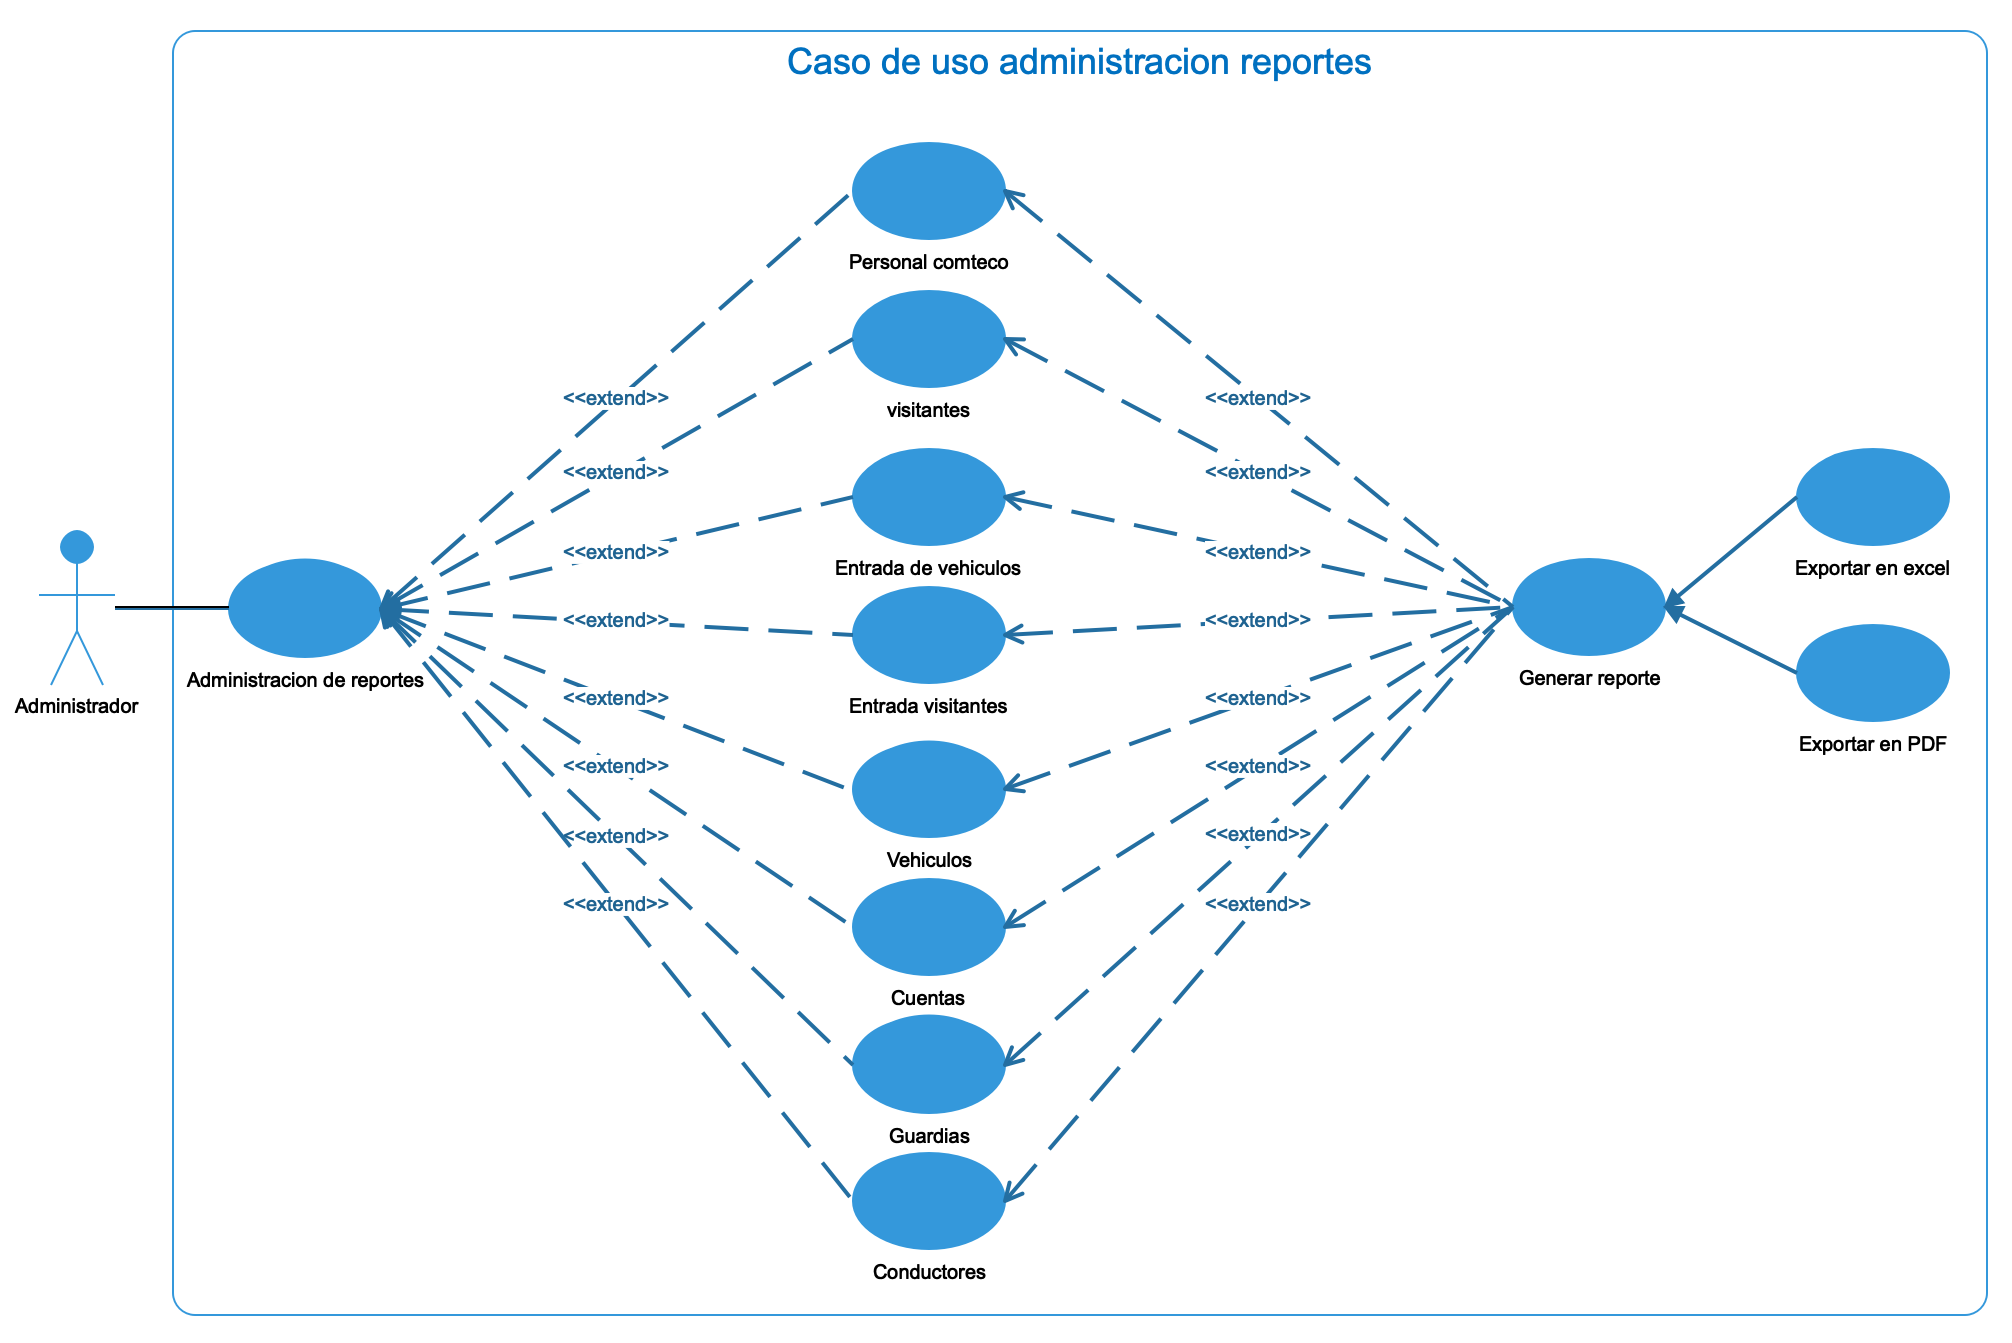 Caso de uso administracion reportes
Personal comteco
visitantes
<<extend>>
<<extend>>
<<extend>>
<<extend>>
<<extend>>
<<extend>>
Entrada de vehiculos
Exportar en excel
<<extend>>
<<extend>>
Administracion de reportes
Generar reporte
Administrador
<<extend>>
Entrada visitantes
<<extend>>
Exportar en PDF
<<extend>>
<<extend>>
<<extend>>
<<extend>>
Vehiculos
<<extend>>
<<extend>>
Cuentas
Guardias
Conductores